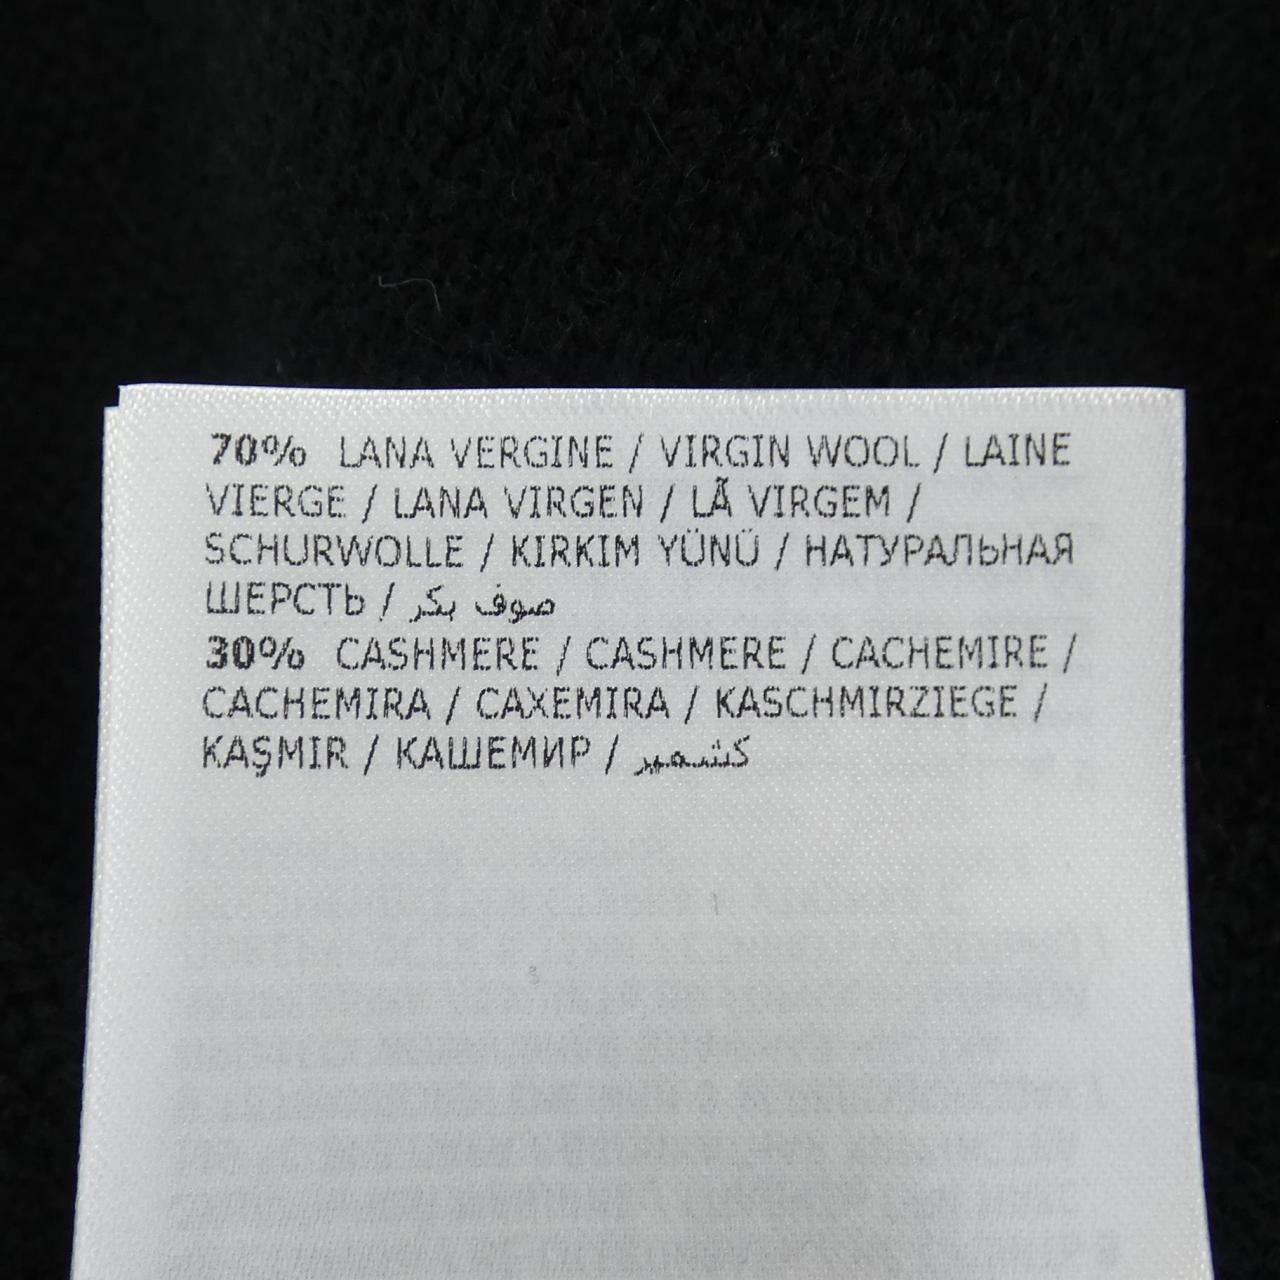 70% LANA VERGINE / VIRGIN WOOL / LAINE
VIERGE / LANA VIRGEN / LÃ VIRGEM /
SCHURWOLLE / KIRKIM YÜNÜ / НАТУРАЛЬНАЯ
ШЕРСТЬ / صوف بكر
30% CASHMERE / CASHMERE / CACHEMIRE /
CACHEMIRA / CAXEMIRA / KASCHMIRZIEGE /
KAŞMIR / КАШЕМИР / كشمير